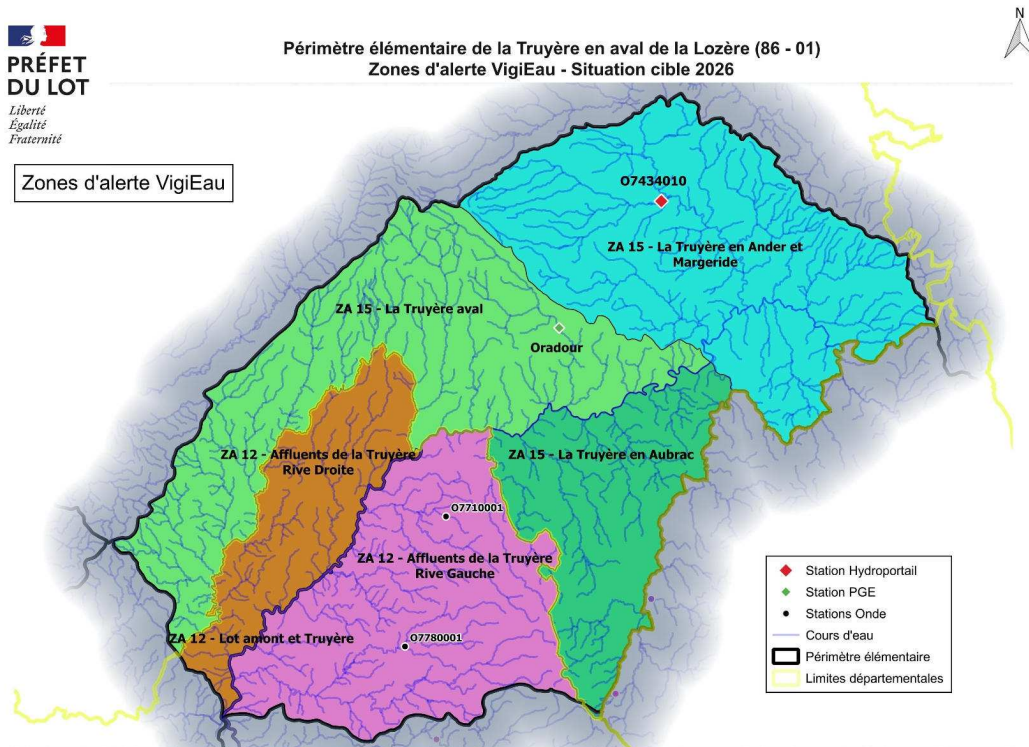 N
PRÉFET
DU LOT
Liberté
Égalité
Fraternité
Périmètre élémentaire de la Truyère en aval de la Lozère (86 - 01)
Zones d'alerte VigiEau - Situation cible 2026
Zones d'alerte VigiEau
O7434010
ZA 15 - La Truyère en Ander et
Margeride
ZA 15 - La Truyère aval
Oradour
ZA 12 - Affluents de la Truyère
Rive Droite
ZA 15 - La Truyère en Aubrac
O7710001
ZA 12 - Affluents de la Truyère
Rive Gauche
ZA 12 - Lot amont et Truyère
O7780001
Station Hydroportail
Station PGE
Stations Onde
Cours d'eau
Périmètre élémentaire
Limites départementales